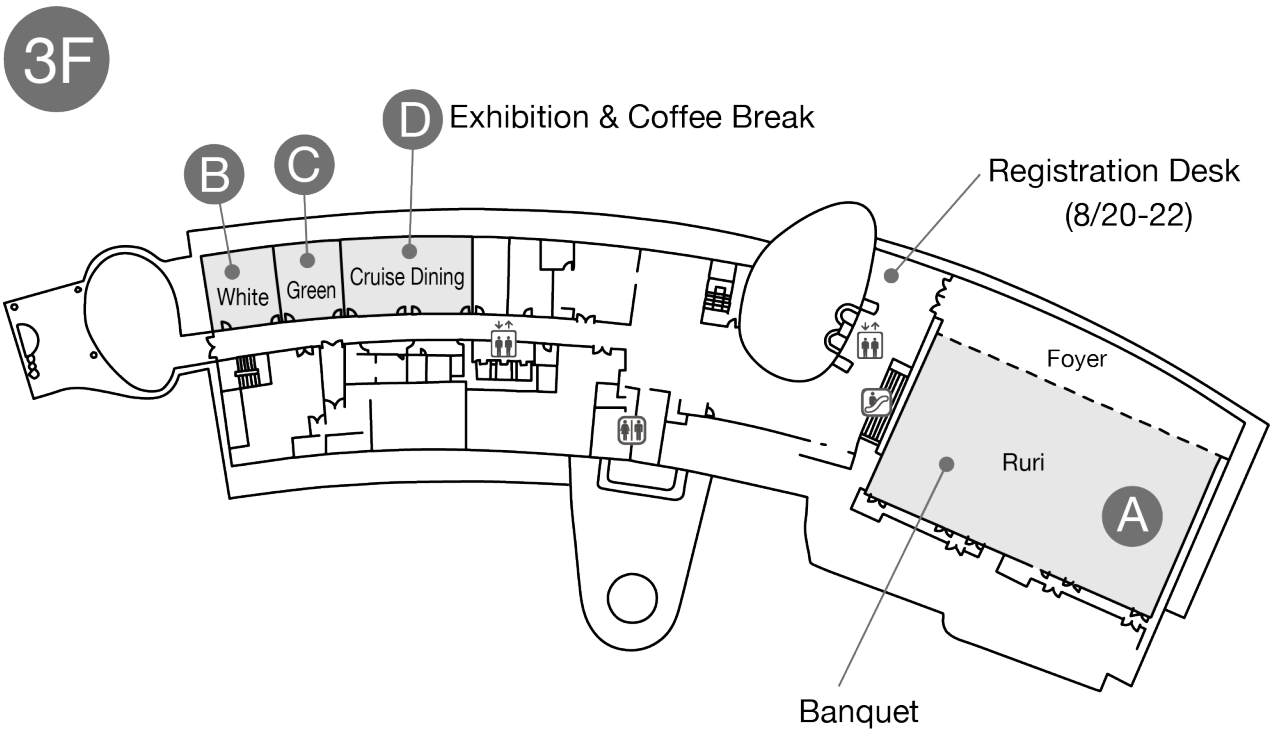 3F
D Exhibition & Coffee Break
B
C
Registration Desk
(8/20-22)
White
Green
Cruise Dining
Foyer
Ruri
A
Banquet